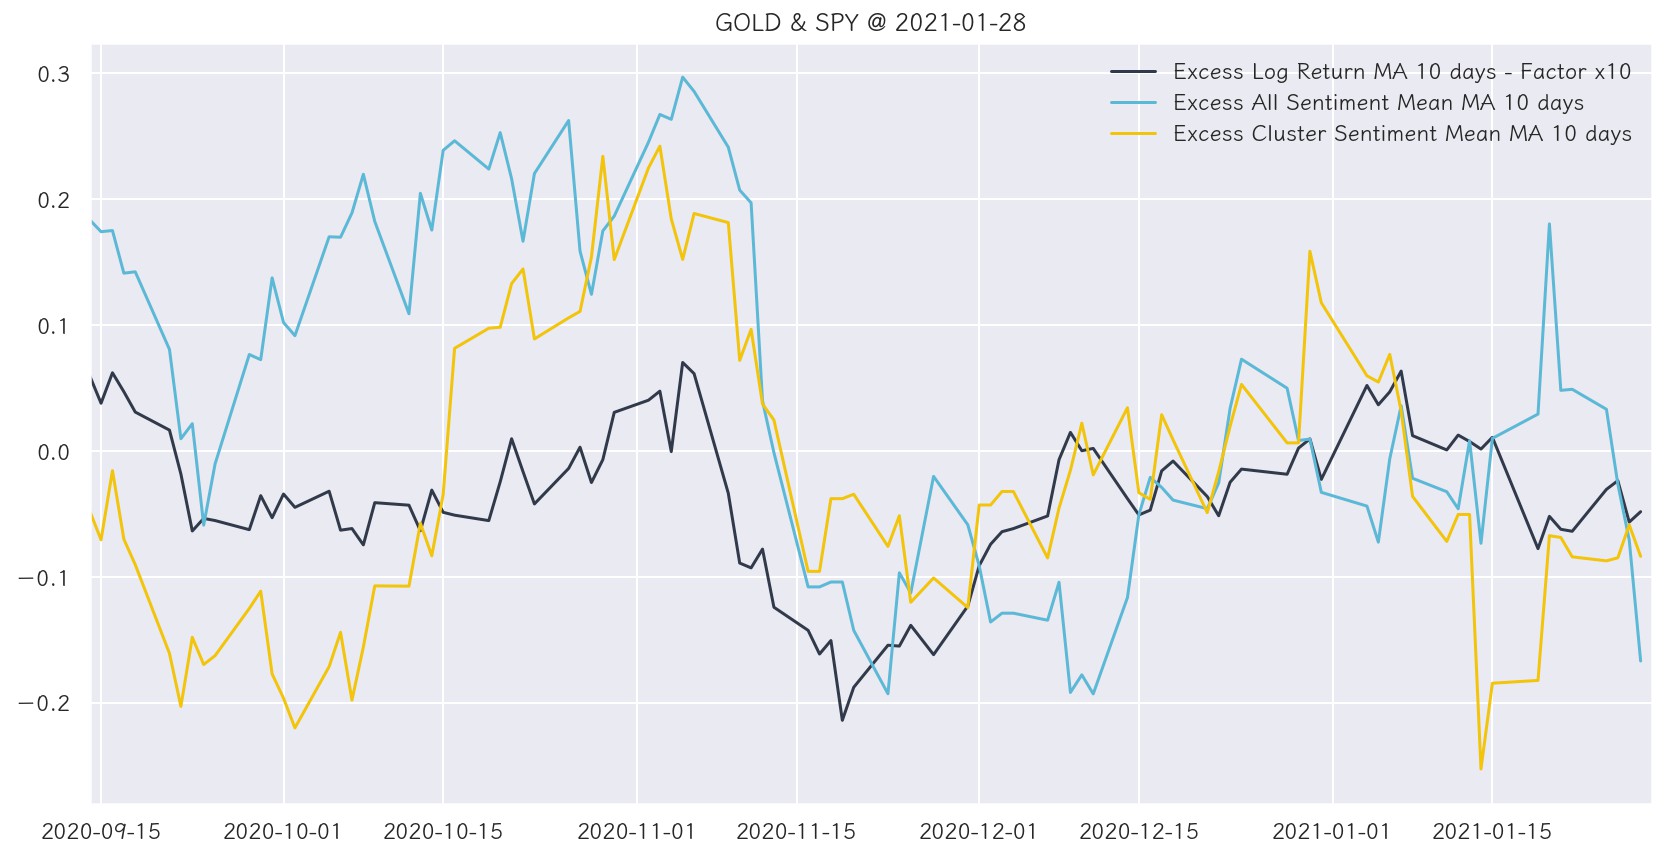 GOLD & SPY @ 2021-01-28
Excess Log Return MA 10 days - Factor x10
Excess All Sentiment Mean MA 10 days
Excess Cluster Sentiment Mean MA 10 days
0.3
0.2
0.1
0.0
−0.1
−0.2
2020-09-15 2020-10-01 2020-10-15 2020-11-01 2020-11-15 2020-12-01 2020-12-15 2021-01-01 2021-01-15